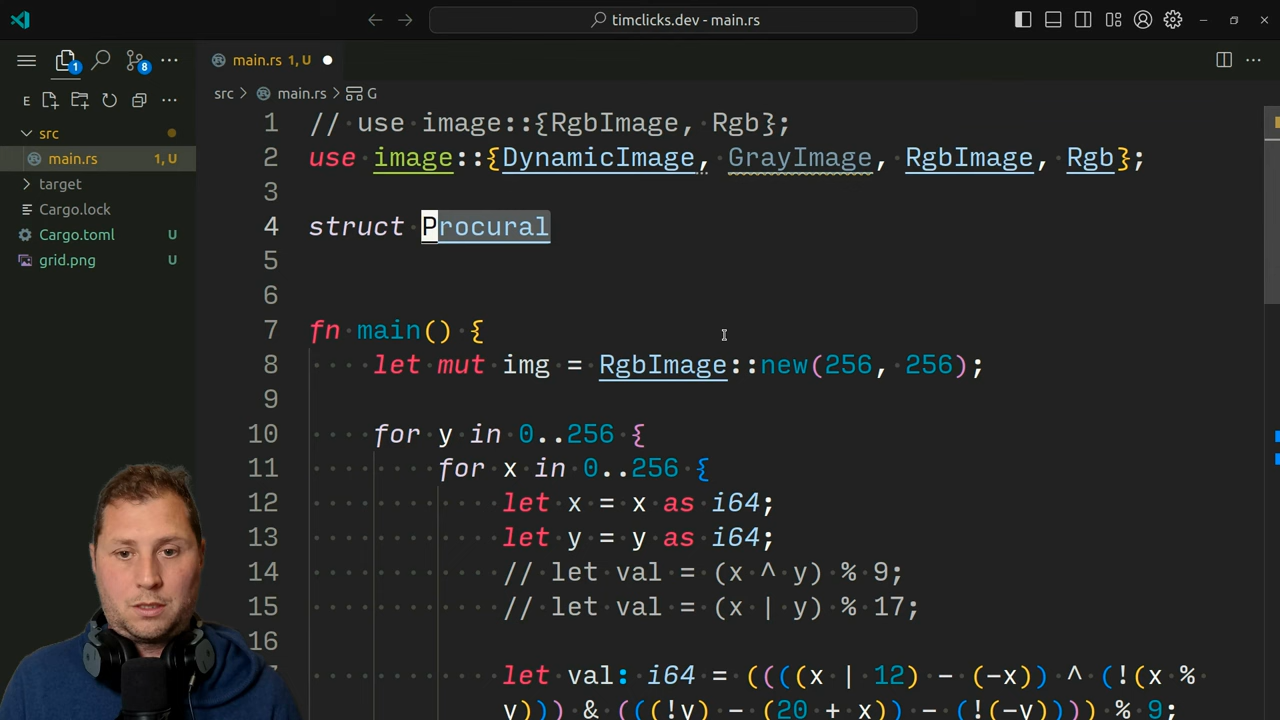 timclicks.dev - main.rs
1
8
main.rs 1, U
E
src > main.rs > G
src
main.rs 1, U
target
Cargo.lock
Cargo.toml U
grid.png U
1 // use image::{RgbImage, Rgb};
2 use image::{DynamicImage, GrayImage, RgbImage, Rgb};
3
4 struct Procural
5
6
7 fn main() {
8 let mut img = RgbImage::new(256, 256);
9
10 for y in 0..256 {
11 for x in 0..256 {
12 let x = x as i64;
13 let y = y as i64;
14 // let val = (x ^ y) % 9;
15 // let val = (x | y) % 17;
16
let val: i64 = ((((x | 12) - (-x)) ^ (!(x %
y))) & (((!y) - (20 + x)) - (!(-y)))) % 9;